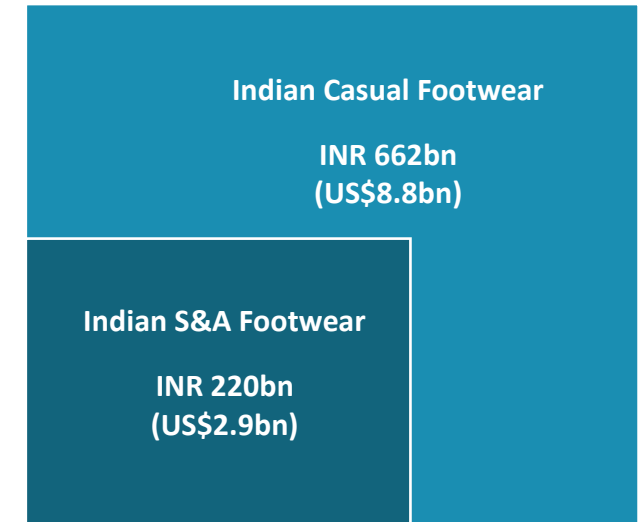 Indian Casual Footwear
INR 662bn
(US$8.8bn)
Indian S&A Footwear
INR 220bn
(US$2.9bn)